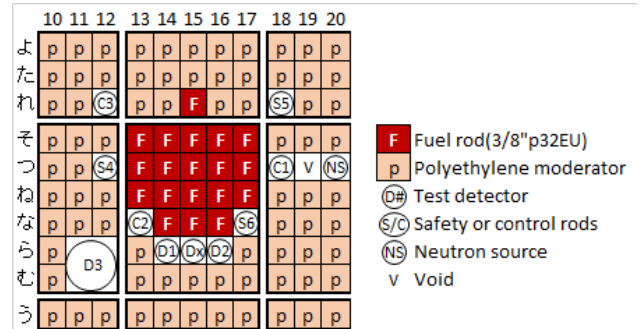 10 11 12 13 14 15 16 17 18 19 20
よ p p p p p p p p p p p
た p p p p p p p p p p p
れ p p C3 p p F p p S5 p p
そ p p p F F F F F p p p
つ p p S4 F F F F F C1 V NS
ね p p p F F F F F p p p
な p p p C2 F F F S6 p p p
ら p D3 p D1 Dx D2 p p p p
む p p p p p p p p p
う p p p p p p p p p p p
F Fuel rod(3/8"p32EU)
p Polyethylene moderator
D# Test detector
S/C Safety or control rods
NS Neutron source
V Void